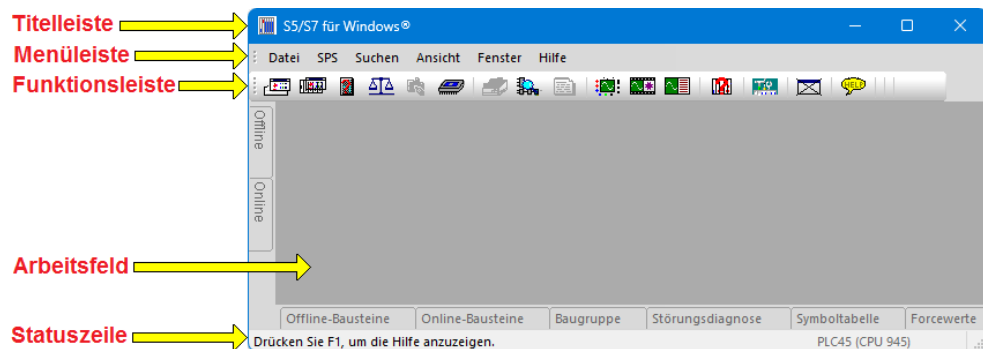 Titelleiste
S5/S7 für Windows®
Menüleiste
Datei SPS Suchen Ansicht Fenster Hilfe
Funktionsleiste
HELP
Offline
Online
Arbeitsfeld
Offline-Bausteine Online-Bausteine Baugruppe Störungsdiagnose Symboltabelle Forcewerte
Statuszeile
Drücken Sie F1, um die Hilfe anzuzeigen. PLC45 (CPU 945)